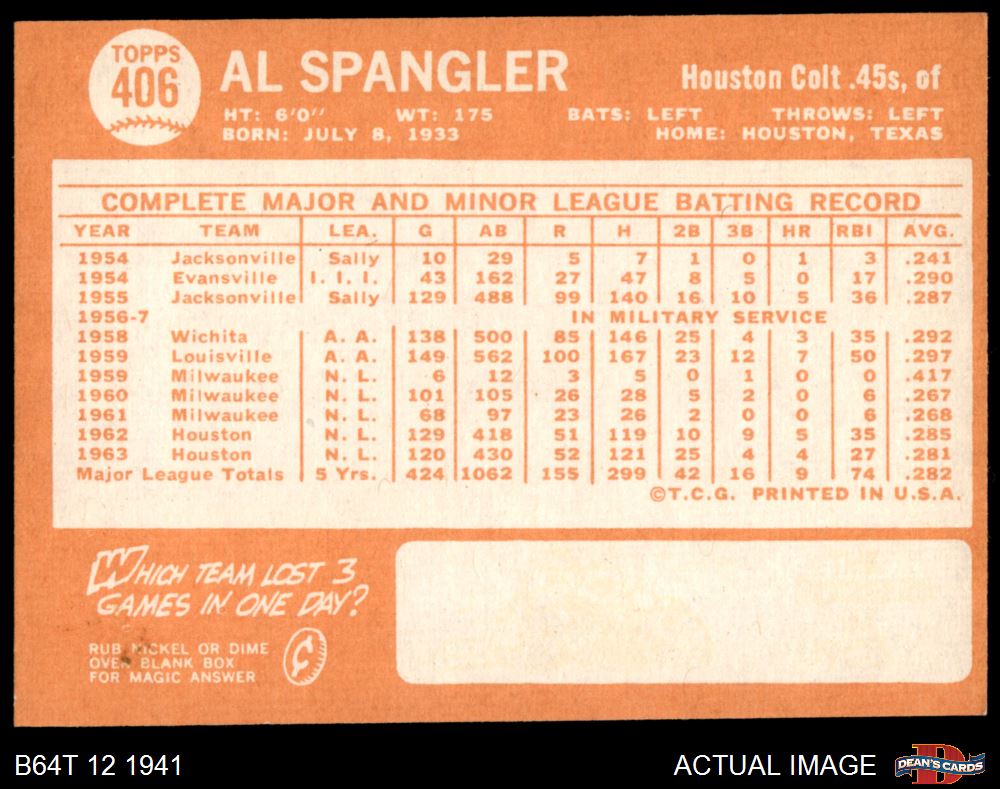 TOPPS
406
AL SPANGLER
Houston Colt .45s, of
HT: 6'0" WT: 175 BATS: LEFT THROWS: LEFT
BORN: JULY 8, 1933 HOME: HOUSTON, TEXAS
COMPLETE MAJOR AND MINOR LEAGUE BATTING RECORD
YEAR TEAM LEA. G AB R H 2B 3B HR RBI AVG.
1954 Jacksonville Sally 10 29 5 7 1 0 1 3 .241
1954 Evansville I. I. I. 43 162 27 47 8 5 0 17 .290
1955 Jacksonville Sally 129 488 99 140 16 10 5 36 .287
1956-7 IN MILITARY SERVICE
1958 Wichita A. A. 138 500 85 146 25 4 3 35 .292
1959 Louisville A. A. 149 562 100 167 23 12 7 50 .297
1959 Milwaukee N. L. 6 12 3 5 0 1 0 0 .417
1960 Milwaukee N. L. 101 105 26 28 5 2 0 6 .267
1961 Milwaukee N. L. 68 97 23 26 2 0 0 6 .268
1962 Houston N. L. 129 418 51 119 10 9 5 35 .285
1963 Houston N. L. 120 430 52 121 25 4 4 27 .281
Major League Totals 5 Yrs. 424 1062 155 299 42 16 9 74 .282
©T.C.G. PRINTED IN U.S.A.
WHICH TEAM LOST 3
GAMES IN ONE DAY?
RUB NICKEL OR DIME
OVER BLANK BOX
FOR MAGIC ANSWER
¢
B64T 12 1941
ACTUAL IMAGE
D
DEAN'S CARDS